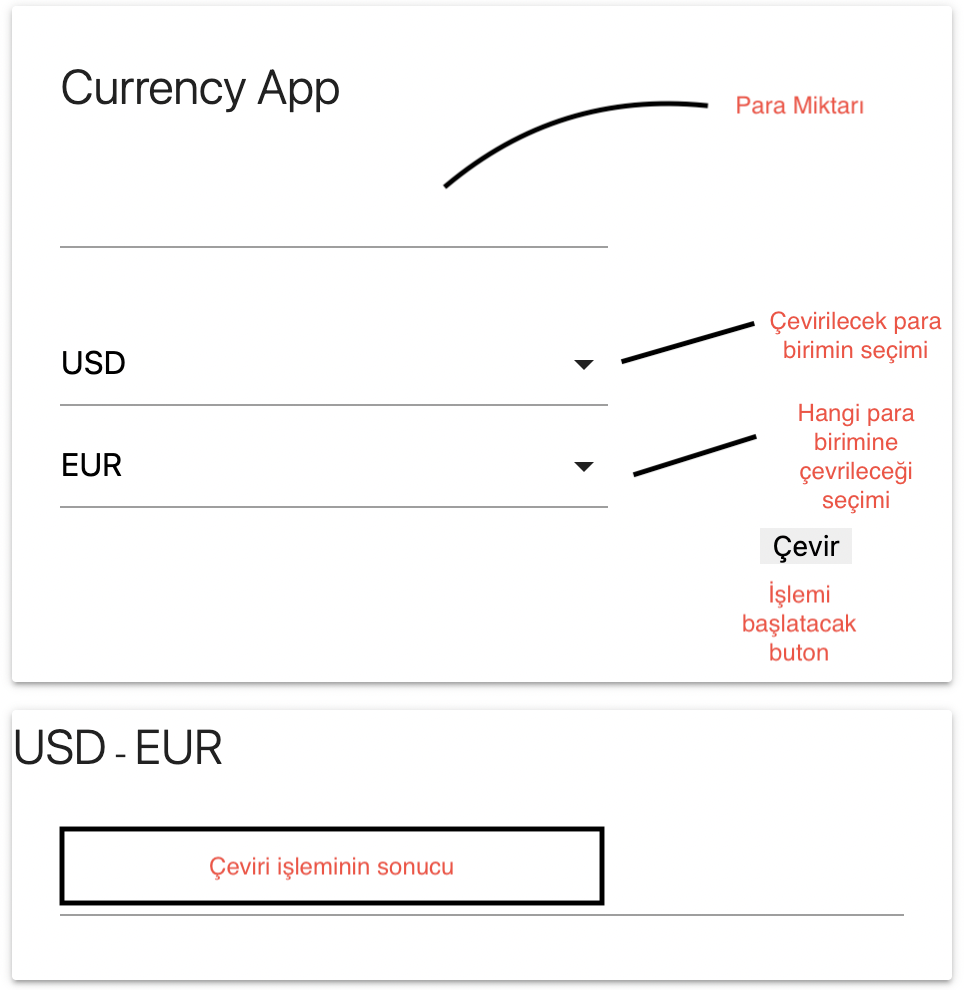 Currency App
Para Miktarı
USD
Çevirilecek para
birimin seçimi
EUR
Hangi para
birimine
çevrileceği
seçimi
Çevir
İşlemi
başlatacak
buton
USD - EUR
Çeviri işleminin sonucu